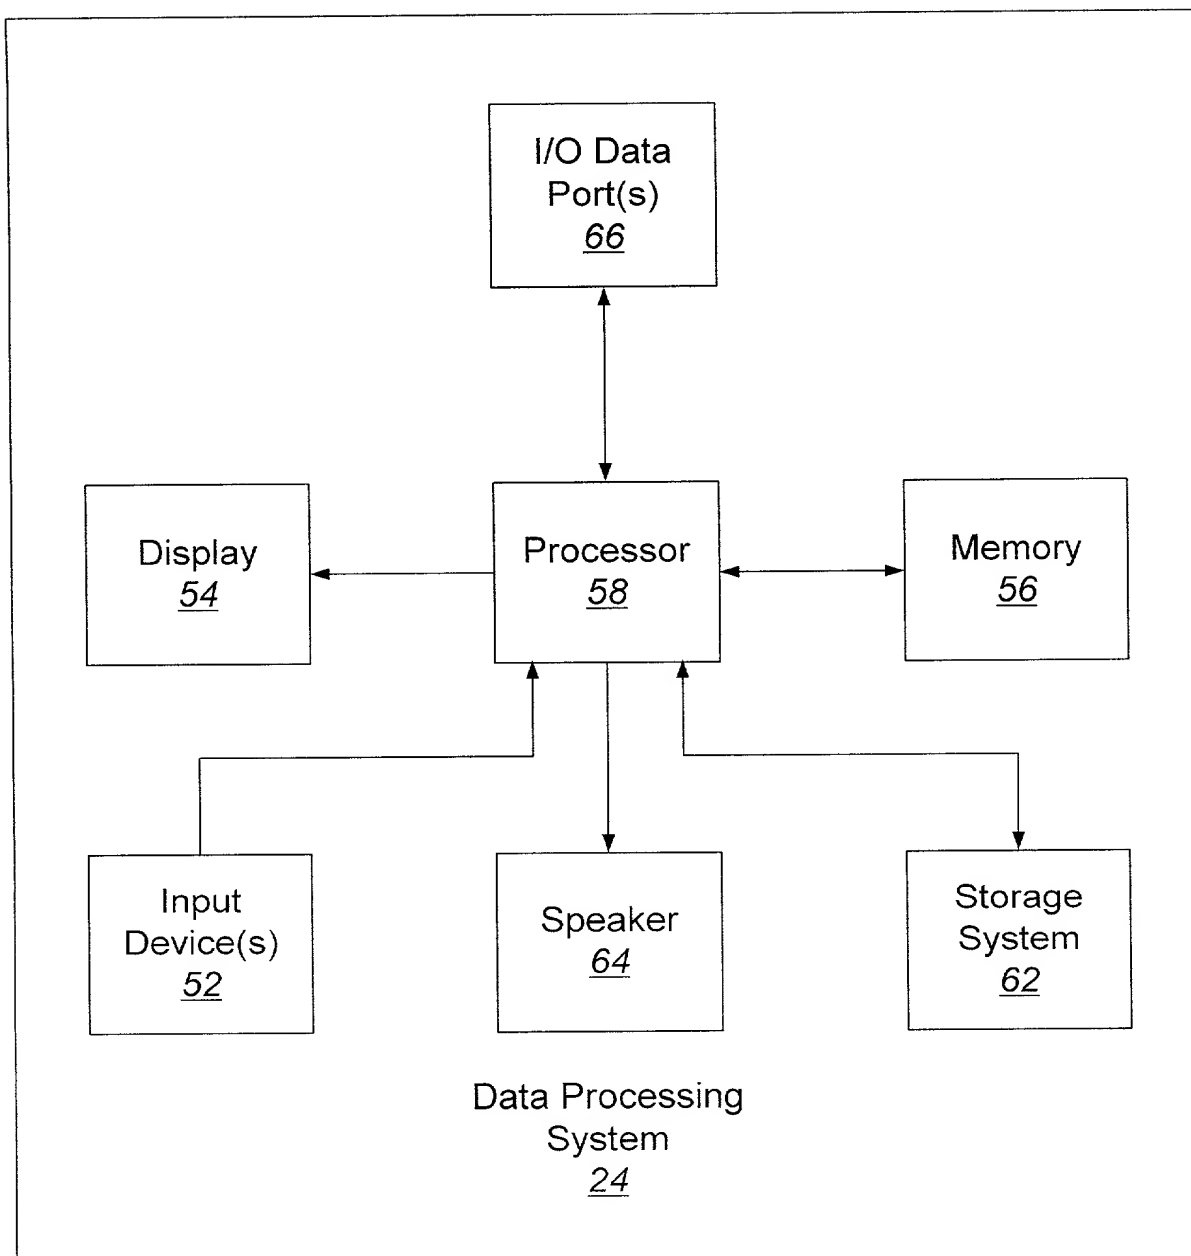 I/O Data
Port(s)
66
Display
54
Processor
58
Memory
56
Input
Device(s)
52
Speaker
64
Storage
System
62
Data Processing
System
24